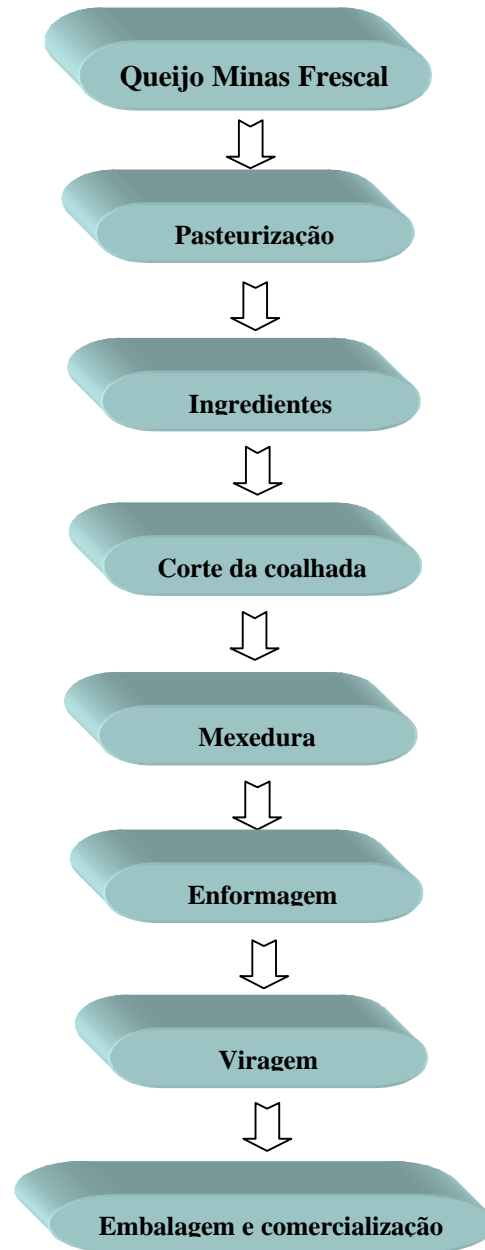 Queijo Minas Frescal
Pasteurização
Ingredientes
Corte da coalhada
Mexedura
Enformagem
Viragem
Embalagem e comercialização